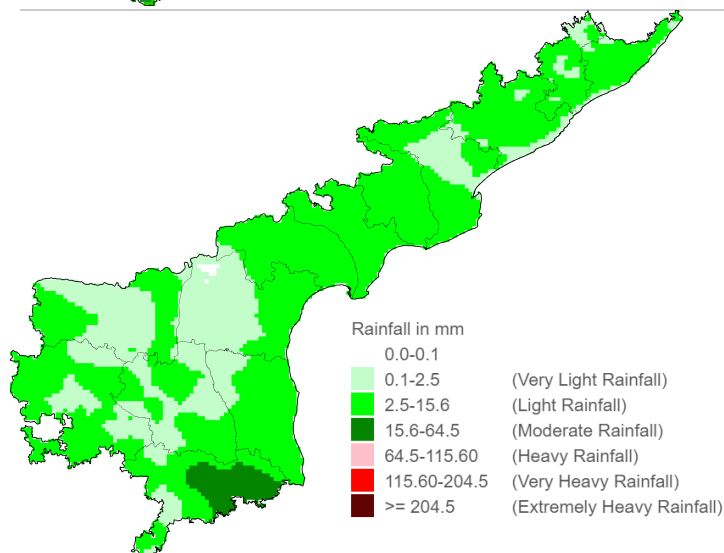 Rainfall in mm
0.0-0.1
0.1-2.5 (Very Light Rainfall)
2.5-15.6 (Light Rainfall)
15.6-64.5 (Moderate Rainfall)
64.5-115.60 (Heavy Rainfall)
115.60-204.5 (Very Heavy Rainfall)
>= 204.5 (Extremely Heavy Rainfall)